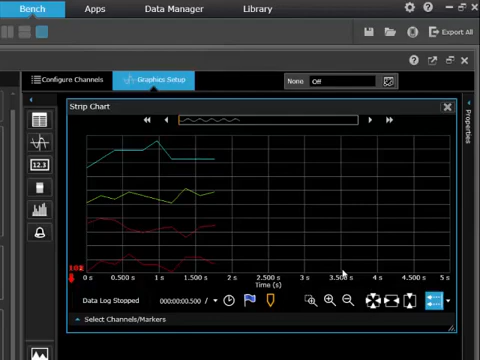 Bench Apps Data Manager Library
Export All
Configure Channels Graphics Setup None Off
Strip Chart
Properties
12.3
102
0 s 0.500 s 1 s 1.500 s 2 s 2.500 s 3 s 3.500 s 4 s 4.500 s 5 s
Time (s)
Data Log Stopped 000:00:00.500 /
Select Channels/Markers